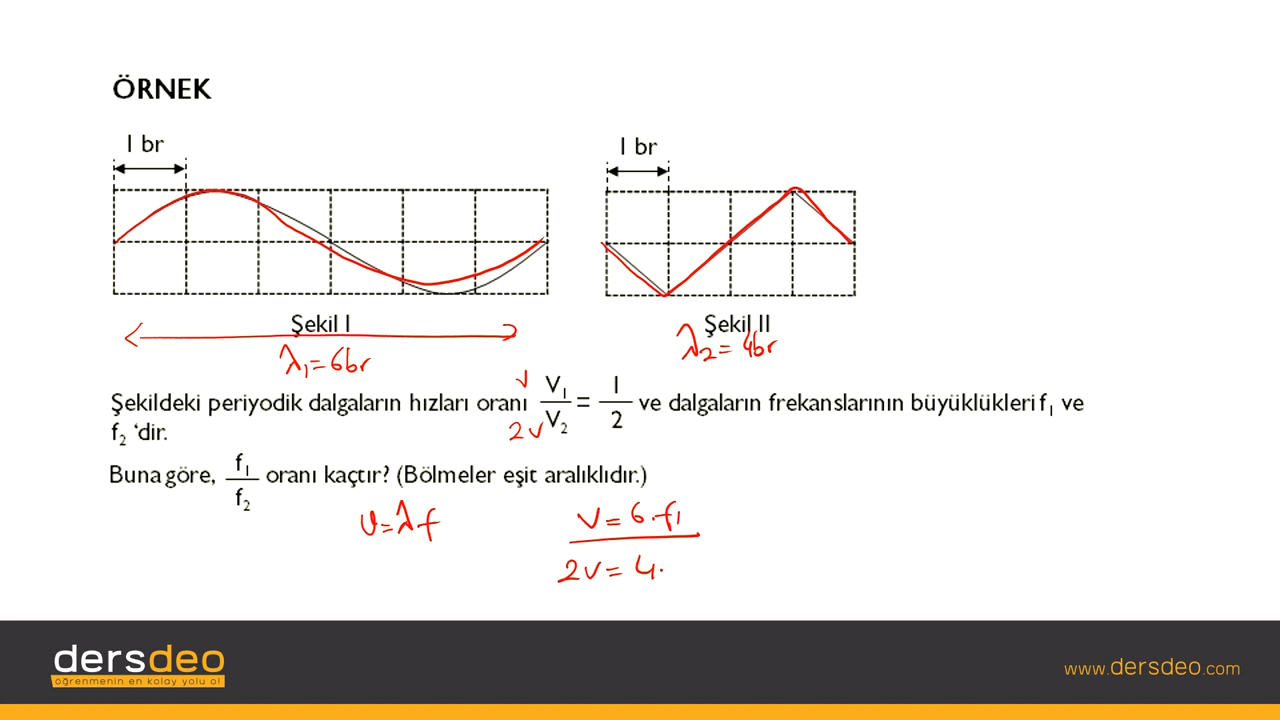 ÖRNEK
1 br
1 br
Şekil I
Şekil II
λ₁=6br
λ₂=4br
Şekildeki periyodik dalgaların hızları oranı V₁/V₂ = 1/2 ve dalgaların frekanslarının büyüklükleri f₁ ve
v
2v
f₂ 'dir.
Buna göre, f₁/f₂ oranı kaçtır? (Bölmeler eşit aralıklıdır.)
v=λf
v=6.f₁
2v=4.
dersdeo
öğrenmenin en kolay yolu o!
www.dersdeo.com